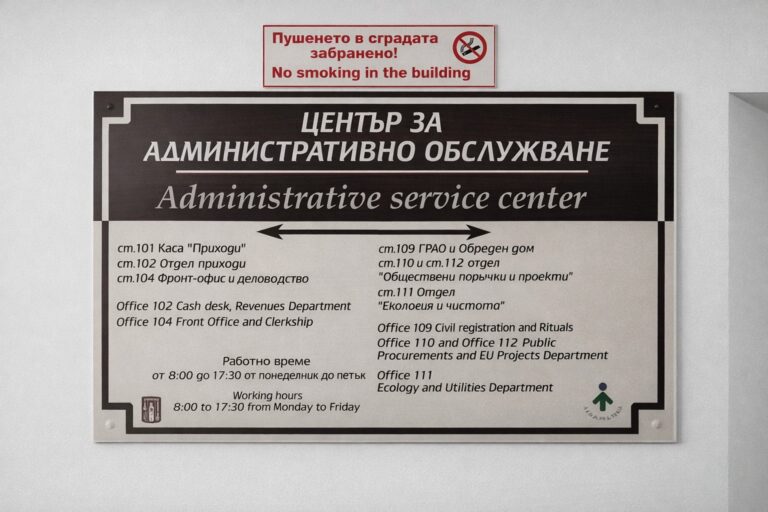 Пушенето в сградата
забранено!
No smoking in the building
ЦЕНТЪР ЗА
АДМИНИСТРАТИВНО ОБСЛУЖВАНЕ
Administrative service center
ст.101 Каса "Приходи"
ст.102 Отдел приходи
ст.104 Фронт-офис и деловодство
Office 102 Cash desk, Revenues Department
Office 104 Front Office and Clerkship
Работно време
от 8:00 до 17:30 от понеделник до петък
Working hours
8:00 to 17:30 from Monday to Friday
ст.109 ГРАО и Обреден дом
ст.110 и ст.112 отдел
"Обществени поръчки и проекти"
ст.111 Отдел
"Екология и чистота"
Office 109 Civil registration and Rituals
Office 110 and Office 112 Public
Procurements and EU Projects Department
Office 111
Ecology and Utilities Department